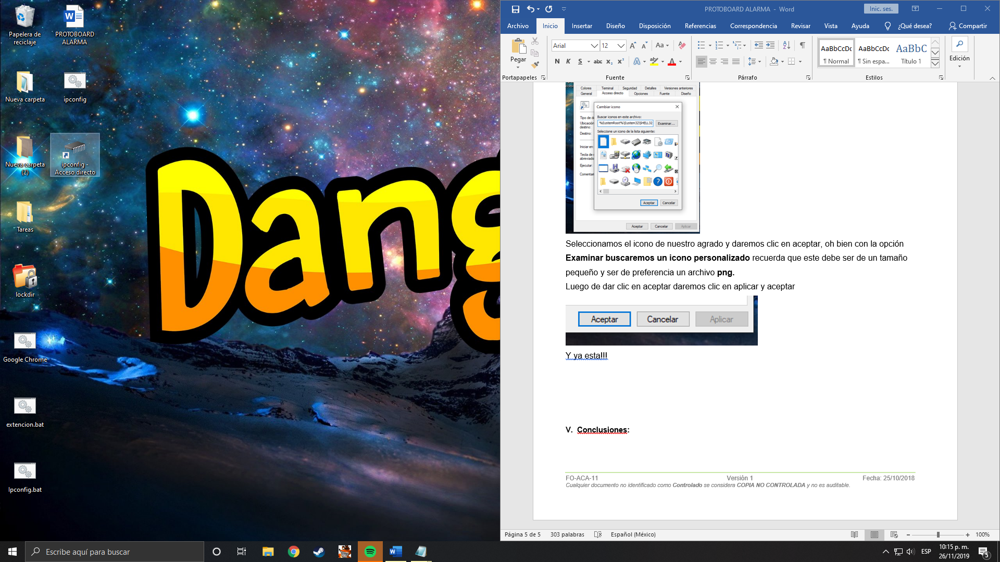 Papelera de
reciclaje
PROTOBOARD
ALARMA
Nueva carpeta
ipconfig
Nueva carpeta
(2)
ipconfig -
Acceso directo
Tareas
lockdir
Google Chrome
extencion.bat
Ipconfig.bat
Dang
PROTOBOARD ALARMA - Word
Inic. ses.
Archivo Inicio Insertar Diseño Disposición Referencias Correspondencia Revisar Vista Ayuda ¿Qué desea? Compartir
Pegar
Arial 12
Aa
N K S abc x₂ x²
A ab A
AaBbCcDc AaBbCcDc AaBbC
¶ Normal ¶ Sin espa... Título 1
Edición
Portapapeles Fuente Párrafo Estilos
Colores Terminal Seguridad Detalles Versiones anteriores
General Acceso directo Opciones Fuente Diseño
Cambiar icono
Tipo de de
Buscar iconos en este archivo:
Ubicación
destino:
%SystemRoot%\System32\SHELL32
Examinar...
Destino:
Seleccione un icono de la lista siguiente:
Iniciar en:
Tecla de
abreviado
Ejecutar:
Comentar
Aceptar Cancelar
Aceptar Cancelar Aplicar
Seleccionamos el icono de nuestro agrado y daremos clic en aceptar, oh bien con la opción
Examinar buscaremos un icono personalizado recuerda que este debe ser de un tamaño
pequeño y ser de preferencia un archivo png.
Luego de dar clic en aceptar daremos clic en aplicar y aceptar
Aceptar Cancelar Aplicar
Y ya esta!!!
V. Conclusiones:
FO-ACA-11 Versión 1 Fecha: 25/10/2018
Cualquier documento no identificado como Controlado se considera COPIA NO CONTROLADA y no es auditable.
Página 5 de 5 303 palabras Español (México) 100%
Escribe aquí para buscar
ESP
10:15 p. m.
26/11/2019
5